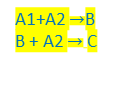 A1+A2 →B
B + A2 → C